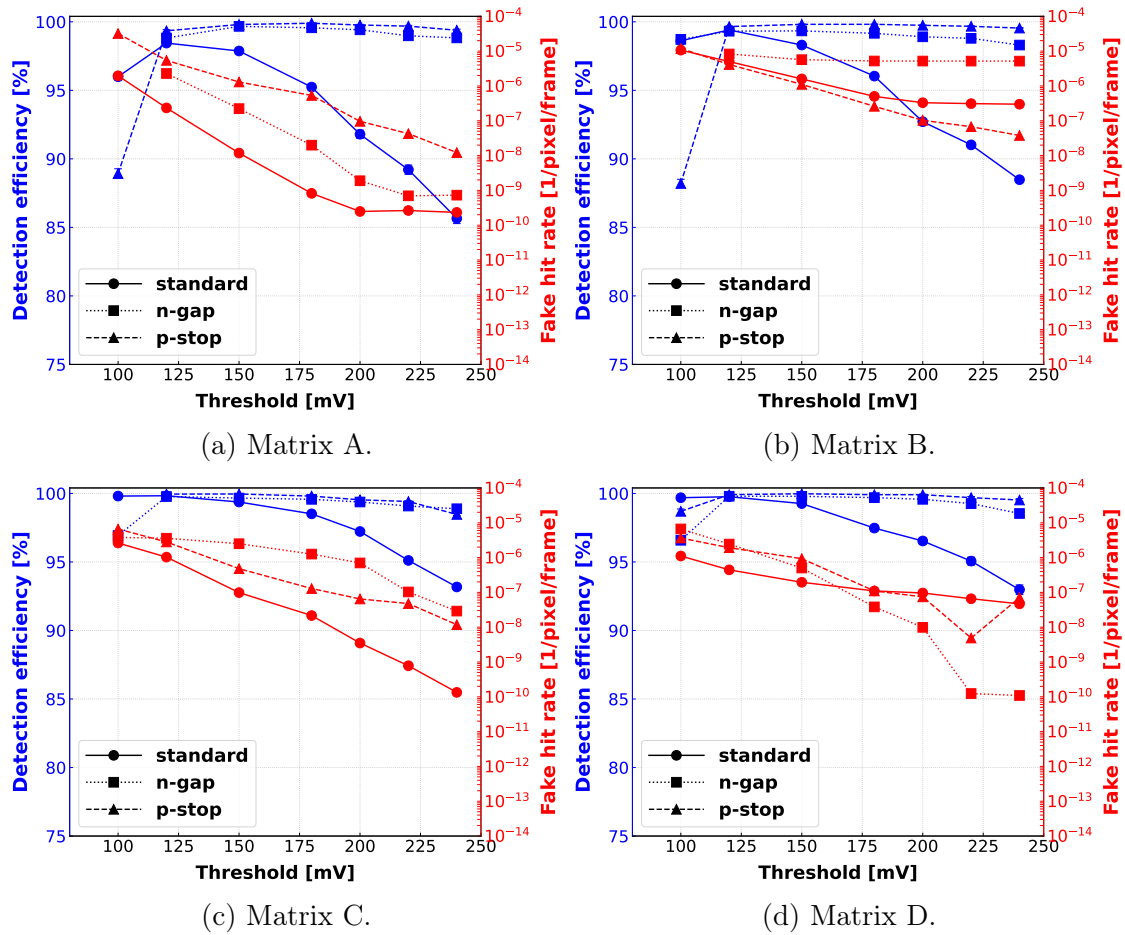 100
95
90
85
80
75
Detection efficiency [%]
standard
n-gap
p-stop
100 125 150 175 200 225 250
Threshold [mV]
10−4
10−5
10−6
10−7
10−8
10−9
10−10
10−11
10−12
10−13
10−14
Fake hit rate [1/pixel/frame]
(a) Matrix A.
100
95
90
85
80
75
Detection efficiency [%]
standard
n-gap
p-stop
100 125 150 175 200 225 250
Threshold [mV]
10−4
10−5
10−6
10−7
10−8
10−9
10−10
10−11
10−12
10−13
10−14
Fake hit rate [1/pixel/frame]
(b) Matrix B.
100
95
90
85
80
75
Detection efficiency [%]
standard
n-gap
p-stop
100 125 150 175 200 225 250
Threshold [mV]
10−4
10−5
10−6
10−7
10−8
10−9
10−10
10−11
10−12
10−13
10−14
Fake hit rate [1/pixel/frame]
(c) Matrix C.
100
95
90
85
80
75
Detection efficiency [%]
standard
n-gap
p-stop
100 125 150 175 200 225 250
Threshold [mV]
10−4
10−5
10−6
10−7
10−8
10−9
10−10
10−11
10−12
10−13
10−14
Fake hit rate [1/pixel/frame]
(d) Matrix D.